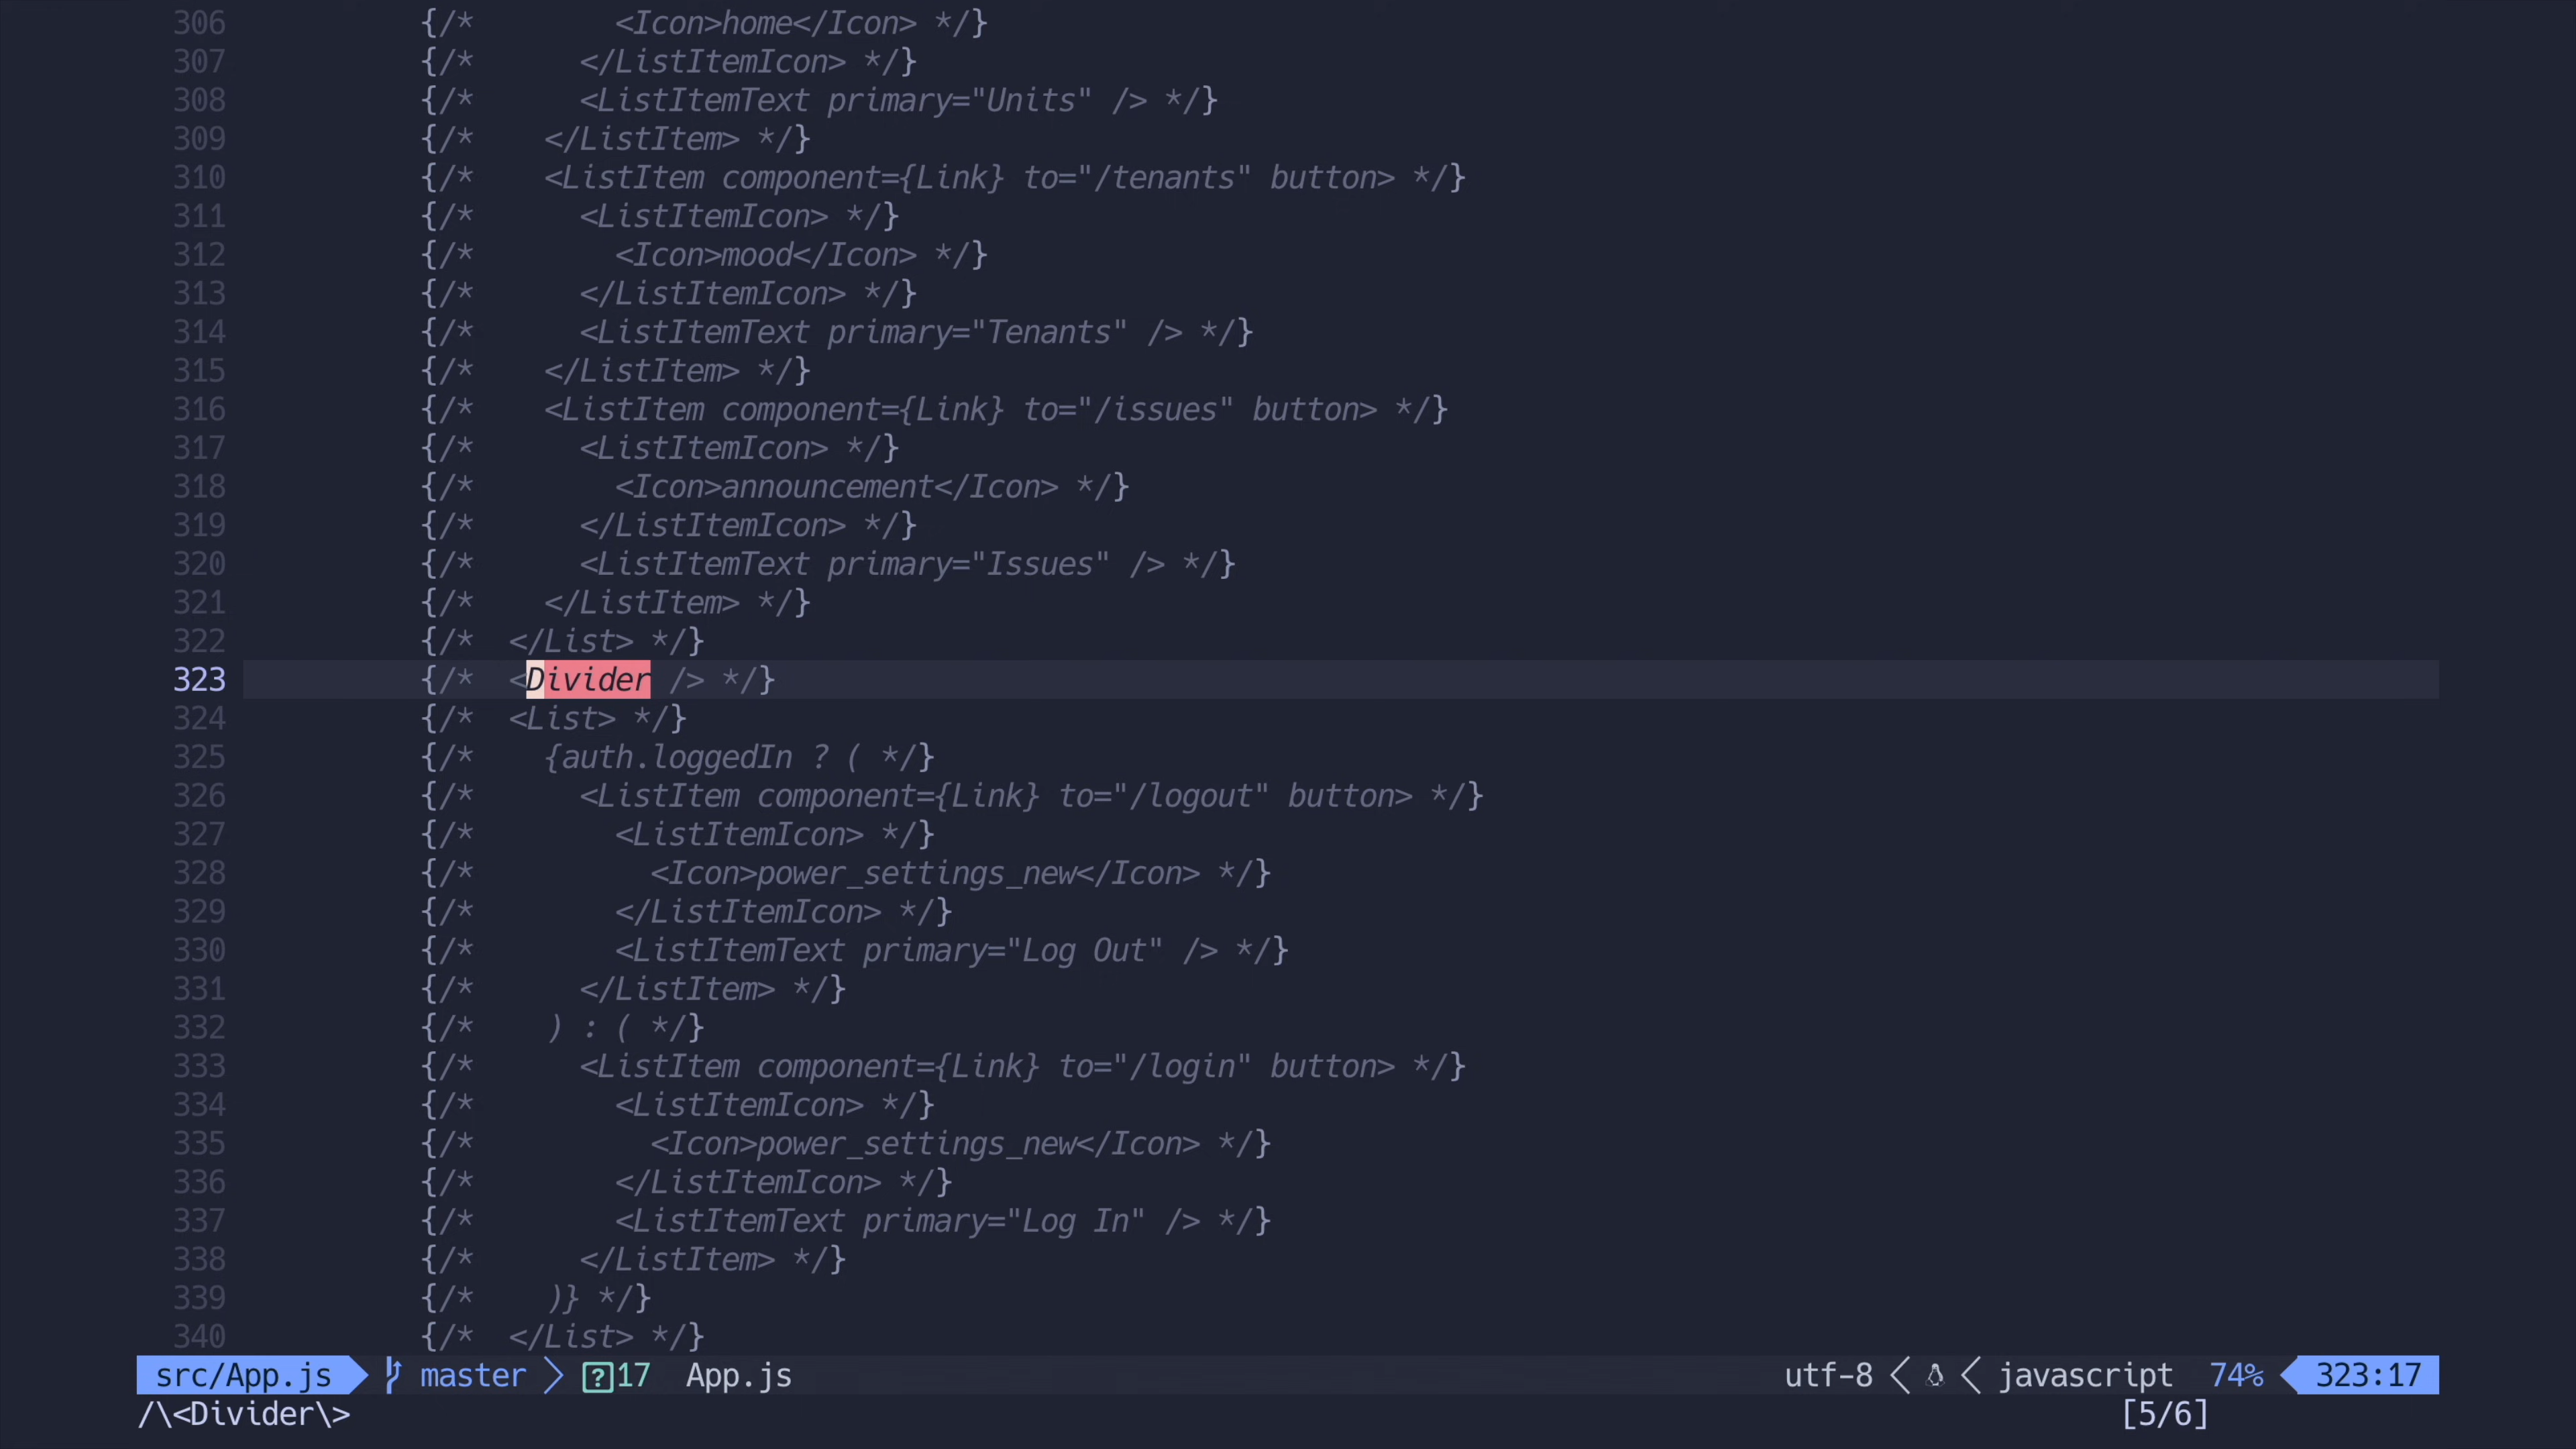 306 {/* <Icon>home</Icon> */}
307 {/* </ListItemIcon> */}
308 {/* <ListItemText primary="Units" /> */}
309 {/* </ListItem> */}
310 {/* <ListItem component={Link} to="/tenants" button> */}
311 {/* <ListItemIcon> */}
312 {/* <Icon>mood</Icon> */}
313 {/* </ListItemIcon> */}
314 {/* <ListItemText primary="Tenants" /> */}
315 {/* </ListItem> */}
316 {/* <ListItem component={Link} to="/issues" button> */}
317 {/* <ListItemIcon> */}
318 {/* <Icon>announcement</Icon> */}
319 {/* </ListItemIcon> */}
320 {/* <ListItemText primary="Issues" /> */}
321 {/* </ListItem> */}
322 {/* </List> */}
323 {/* <Divider /> */}
324 {/* <List> */}
325 {/* {auth.loggedIn ? ( */}
326 {/* <ListItem component={Link} to="/logout" button> */}
327 {/* <ListItemIcon> */}
328 {/* <Icon>power_settings_new</Icon> */}
329 {/* </ListItemIcon> */}
330 {/* <ListItemText primary="Log Out" /> */}
331 {/* </ListItem> */}
332 {/* ) : ( */}
333 {/* <ListItem component={Link} to="/login" button> */}
334 {/* <ListItemIcon> */}
335 {/* <Icon>power_settings_new</Icon> */}
336 {/* </ListItemIcon> */}
337 {/* <ListItemText primary="Log In" /> */}
338 {/* </ListItem> */}
339 {/* )} */}
340 {/* </List> */}
src/App.js master [?]17 App.js utf-8 javascript 74% 323:17
/\<Divider\> [5/6]